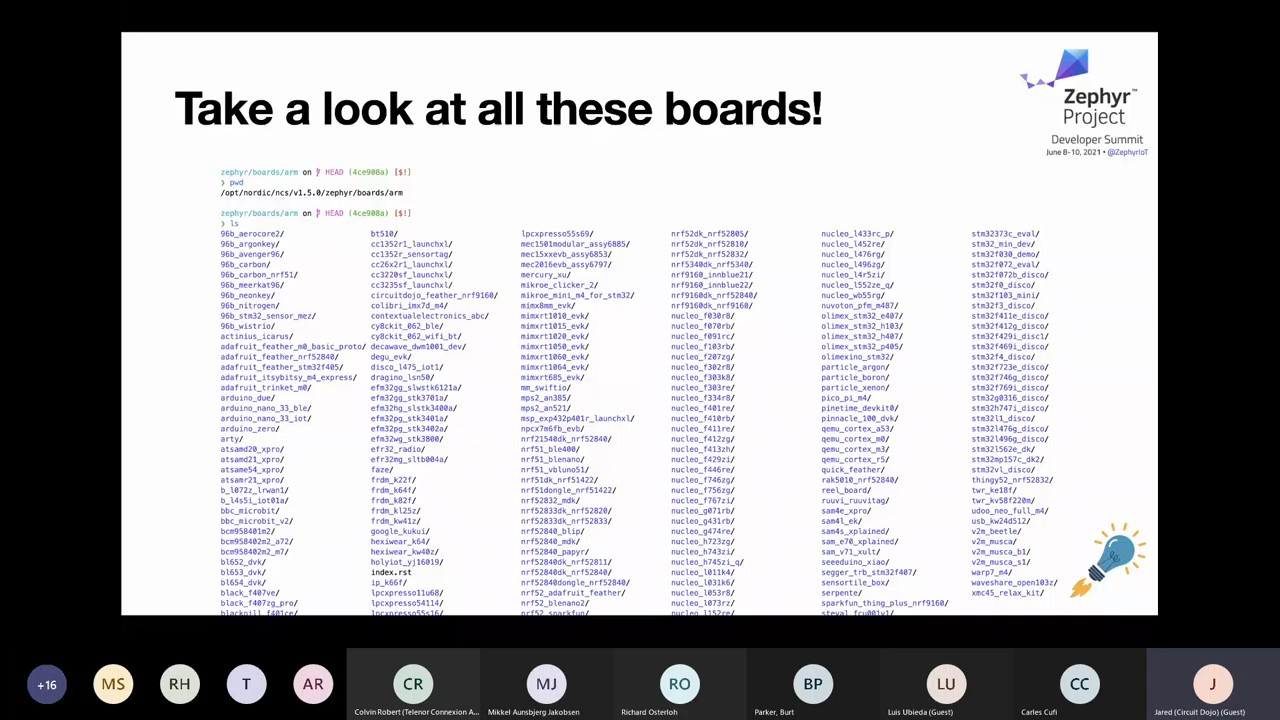 Take a look at all these boards!
Zephyr™
Project
Developer Summit
June 8-10, 2021 • @ZephyrIoT
zephyr/boards/arm on HEAD (4ce908a) [$!]
❯ pwd
/opt/nordic/ncs/v1.5.0/zephyr/boards/arm
zephyr/boards/arm on HEAD (4ce908a) [$!]
❯ ls
96b_aerocore2/ bt510/ lpcxpresso55s69/ nrf52dk_nrf52805/ nucleo_l433rc_p/ stm32373c_eval/
96b_argonkey/ cc1352r1_launchxl/ mec1501modular_assy6885/ nrf52dk_nrf52810/ nucleo_l452re/ stm32_min_dev/
96b_avenger96/ cc1352r_sensortag/ mec15xxevb_assy6853/ nrf52dk_nrf52832/ nucleo_l476rg/ stm32f030_demo/
96b_carbon/ cc26x2r1_launchxl/ mec2016evb_assy6797/ nrf5340dk_nrf5340/ nucleo_l496zg/ stm32f072_eval/
96b_carbon_nrf51/ cc3220sf_launchxl/ mercury_xu/ nrf9160_innblue21/ nucleo_l4r5zi/ stm32f072b_disco/
96b_meerkat96/ cc3235sf_launchxl/ mikroe_clicker_2/ nrf9160_innblue22/ nucleo_l552ze_q/ stm32f0_disco/
96b_neonkey/ circuitdojo_feather_nrf9160/ mikroe_mini_m4_for_stm32/ nrf9160dk_nrf52840/ nucleo_wb55rg/ stm32f103_mini/
96b_nitrogen/ colibri_imx7d_m4/ imx8mm_evk/ nrf9160dk_nrf9160/ nuvoton_pfm_m487/ stm32f3_disco/
96b_stm32_sensor_mez/ contextualelectronics_abc/ mimxrt1010_evk/ nucleo_f030r8/ olimex_stm32_e407/ stm32f411e_disco/
96b_wistrio/ cy8ckit_062_ble/ mimxrt1015_evk/ nucleo_f070rb/ olimex_stm32_h103/ stm32f412g_disco/
actinius_icarus/ cy8ckit_062_wifi_bt/ mimxrt1020_evk/ nucleo_f091rc/ olimex_stm32_h407/ stm32f429i_disc1/
adafruit_feather_m0_basic_proto/ decawave_dwm1001_dev/ mimxrt1050_evk/ nucleo_f103rb/ olimex_stm32_p405/ stm32f469i_disco/
adafruit_feather_nrf52840/ degu_evk/ mimxrt1060_evk/ nucleo_f207zg/ olimexino_stm32/ stm32f4_disco/
adafruit_feather_stm32f405/ disco_l475_iot1/ mimxrt1064_evk/ nucleo_f302r8/ particle_argon/ stm32f723e_disco/
adafruit_itsybitsy_m4_express/ dragino_lsn50/ mimxrt685_evk/ nucleo_f303k8/ particle_boron/ stm32f746g_disco/
adafruit_trinket_m0/ efm32gg_slwstk6121a/ mm_swiftio/ nucleo_f303re/ particle_xenon/ stm32f769i_disco/
arduino_due/ efm32gg_stk3701a/ mps2_an385/ nucleo_f334r8/ pico_pi_m4/ stm32g0316_disco/
arduino_nano_33_ble/ efm32hg_slstk3400a/ mps2_an521/ nucleo_f401re/ pinetime_devkit0/ stm32h747i_disco/
arduino_nano_33_iot/ efm32pg_stk3401a/ msp_exp432p401r_launchxl/ nucleo_f410rb/ pinnacle_100_dvk/ stm32l1_disco/
arduino_zero/ efm32pg_stk3402a/ npcx7m6fb_evb/ nucleo_f411re/ qemu_cortex_a53/ stm32l476g_disco/
arty/ efm32wg_stk3800/ nrf21540dk_nrf52840/ nucleo_f412zg/ qemu_cortex_m0/ stm32l496g_disco/
atsamd20_xpro/ efr32_radio/ nrf51_ble400/ nucleo_f413zh/ qemu_cortex_m3/ stm32l562e_dk/
atsamd21_xpro/ efr32mg_sltb004a/ nrf51_blenano/ nucleo_f429zi/ qemu_cortex_r5/ stm32mp157c_dk2/
atsame54_xpro/ faze/ nrf51_vbluno51/ nucleo_f446re/ quick_feather/ stm32vl_disco/
atsamr21_xpro/ frdm_k22f/ nrf51dk_nrf51422/ nucleo_f746zg/ rak5010_nrf52840/ thingy52_nrf52832/
b_l072z_lrwan1/ frdm_k64f/ nrf51dongle_nrf51422/ nucleo_f756zg/ reel_board/ twr_ke18f/
b_l4s5i_iot01a/ frdm_k82f/ nrf52832_mdk/ nucleo_f767zi/ ruuvi_ruuvitag/ twr_kv58f220m/
bbc_microbit/ frdm_kl25z/ nrf52833dk_nrf52820/ nucleo_g071rb/ sam4e_xpro/ udoo_neo_full_m4/
bbc_microbit_v2/ frdm_kw41z/ nrf52833dk_nrf52833/ nucleo_g431rb/ sam4l_ek/ usb_kw24d512/
bcm958401m2/ google_kukui/ nrf52840_blip/ nucleo_g474re/ sam4s_xplained/ v2m_beetle/
bcm958402m2_a72/ hexiwear_k64/ nrf52840_mdk/ nucleo_h723zg/ sam_e70_xplained/ v2m_musca/
bcm958402m2_m7/ hexiwear_kw40z/ nrf52840_papyr/ nucleo_h743zi/ sam_v71_xult/ v2m_musca_b1/
bl652_dvk/ holyiot_yj16019/ nrf52840dk_nrf52811/ nucleo_h745zi_q/ seeeduino_xiao/ v2m_musca_s1/
bl653_dvk/ index.rst nrf52840dk_nrf52840/ nucleo_l011k4/ segger_trb_stm32f407/ warp7_m4/
bl654_dvk/ ip_k66f/ nrf52840dongle_nrf52840/ nucleo_l031k6/ sensortile_box/ waveshare_open103z/
black_f407ve/ lpcxpresso11u68/ nrf52_adafruit_feather/ nucleo_l053r8/ serpente/ xmc45_relax_kit/
black_f407zg_pro/ lpcxpresso54114/ nrf52_blenano2/ nucleo_l073rz/ sparkfun_thing_plus_nrf9160/
blackpill_f401ce/ lpcxpresso55s16/ nrf52_sparkfun/ nucleo_l152re/ steval_fcu001v1/
+16 MS RH T AR CR MJ RO BP LU CC J
Colvin Robert (Telenor Connexion A... Mikkel Aunsbjerg Jakobsen Richard Osterloh Parker, Burt Luis Ubieda (Guest) Carles Cufi Jared (Circuit Dojo) (Guest)